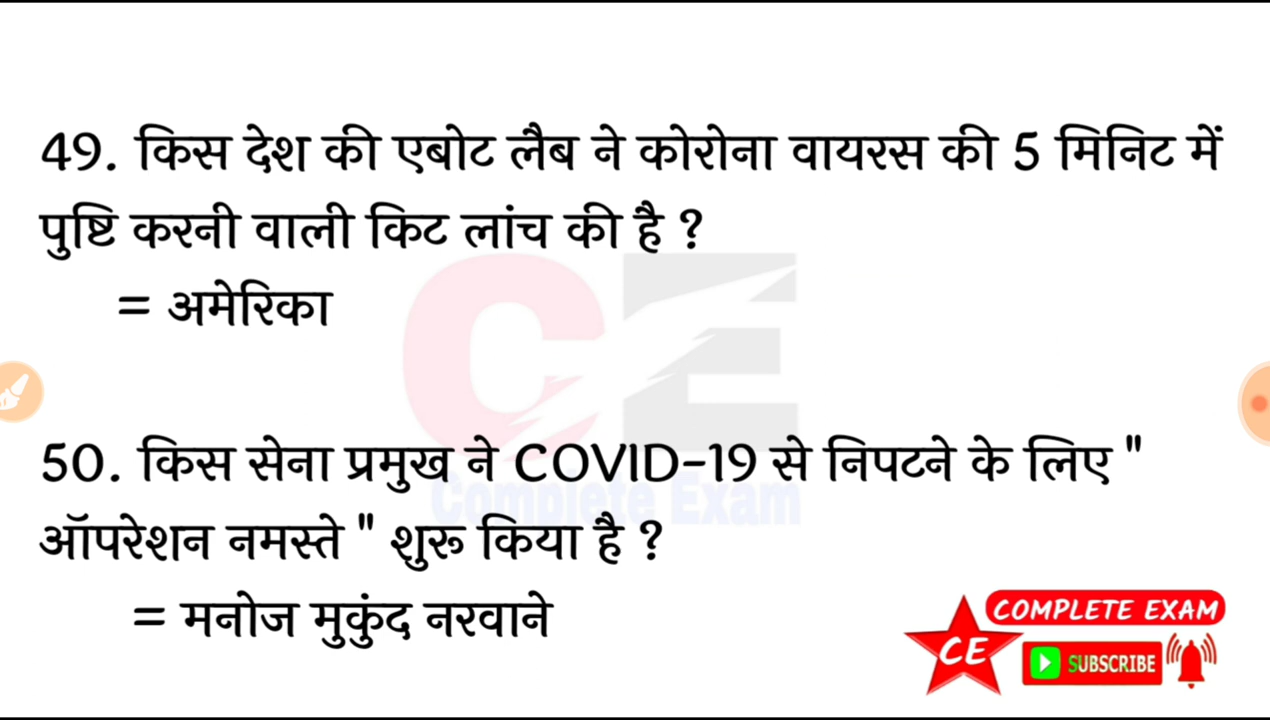 49. किस देश की एबोट लैब ने कोरोना वायरस की 5 मिनिट में
पुष्टि करनी वाली किट लांच की है ?
= अमेरिका
CE
50. किस सेना प्रमुख ने COVID-19 से निपटने के लिए "
Complete Exam
ऑपरेशन नमस्ते " शुरू किया है ?
= मनोज मुकुंद नरवाने
COMPLETE EXAM
CE
SUBSCRIBE